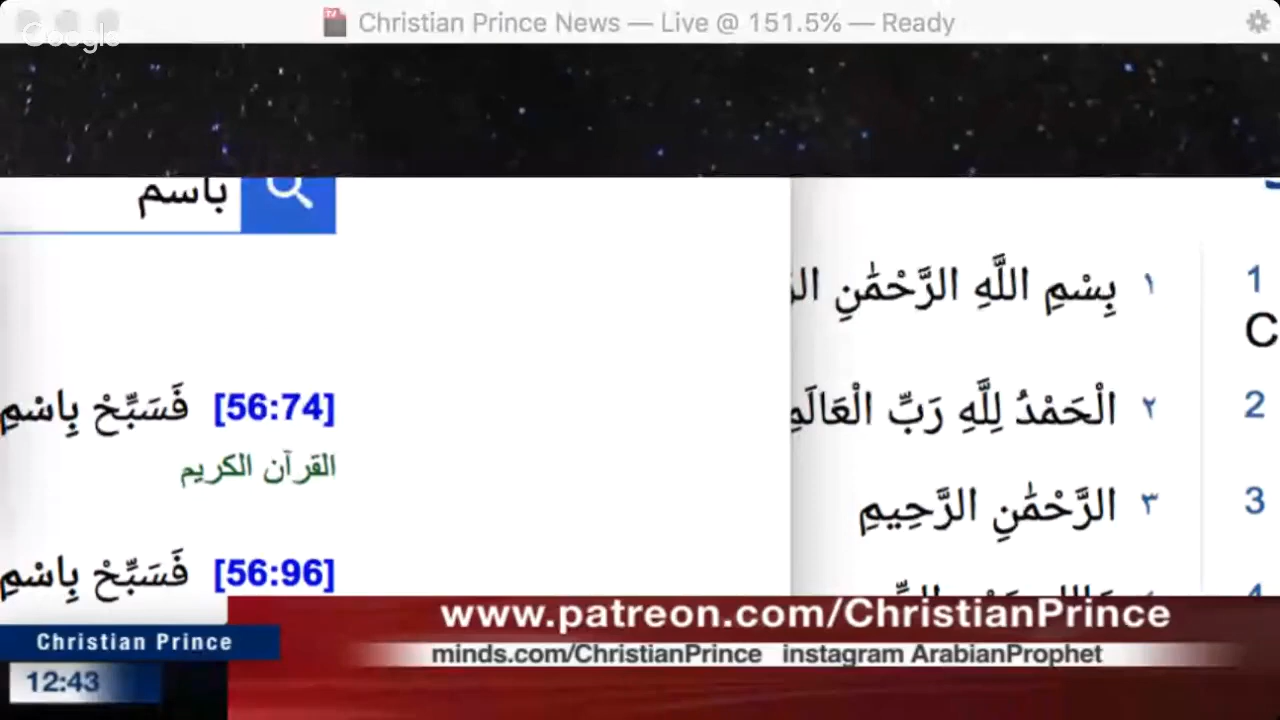 Christian Prince News — Live @ 151.5% — Ready
Google
باسم
[56:74] فَسَبِّحْ بِاسْمِ
القرآن الكريم
[56:96] فَسَبِّحْ بِاسْمِ
١ بِسْمِ اللَّهِ الرَّحْمَٰنِ
1
C
٢ الْحَمْدُ لِلَّهِ رَبِّ
2
٣ الرَّحْمَٰنِ الرَّحِيمِ
3
www.patreon.com/ChristianPrince
minds.com/ChristianPrince instagram ArabianProphet
Christian Prince
12:43